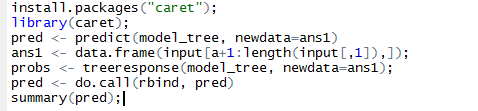 install.packages("caret");
library(caret);
pred <- predict(model_tree, newdata=ans1)
ans1 <- data.frame(input[a+1:length(input[,1]),]);
probs <- treeresponse(model_tree, newdata=ans1);
pred <- do.call(rbind, pred)
summary(pred);